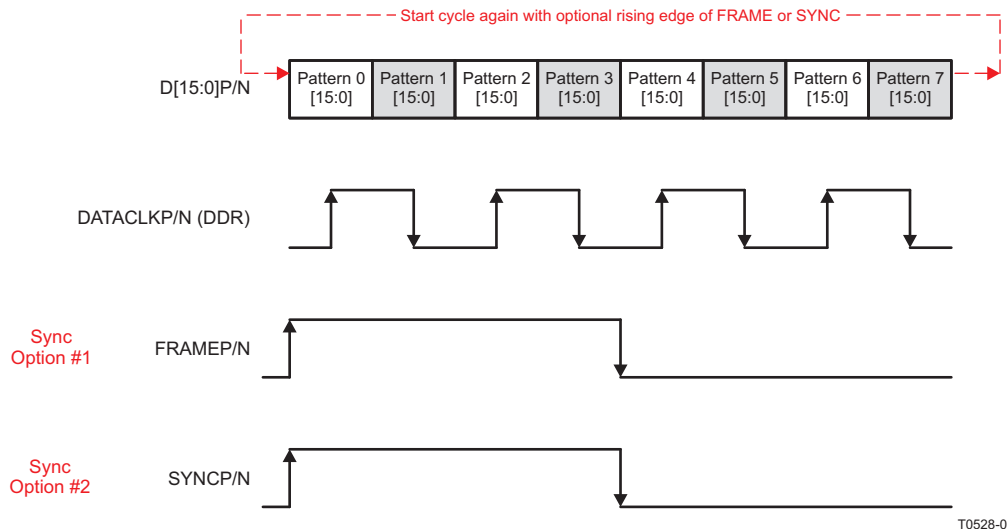 Start cycle again with optional rising edge of FRAME or SYNC
D[15:0]P/N
Pattern 0 Pattern 1 Pattern 2 Pattern 3 Pattern 4 Pattern 5 Pattern 6 Pattern 7
[15:0] [15:0] [15:0] [15:0] [15:0] [15:0] [15:0] [15:0]
DATACLKP/N (DDR)
Sync
Option #1
FRAMEP/N
Sync
Option #2
SYNCP/N
T0528-0